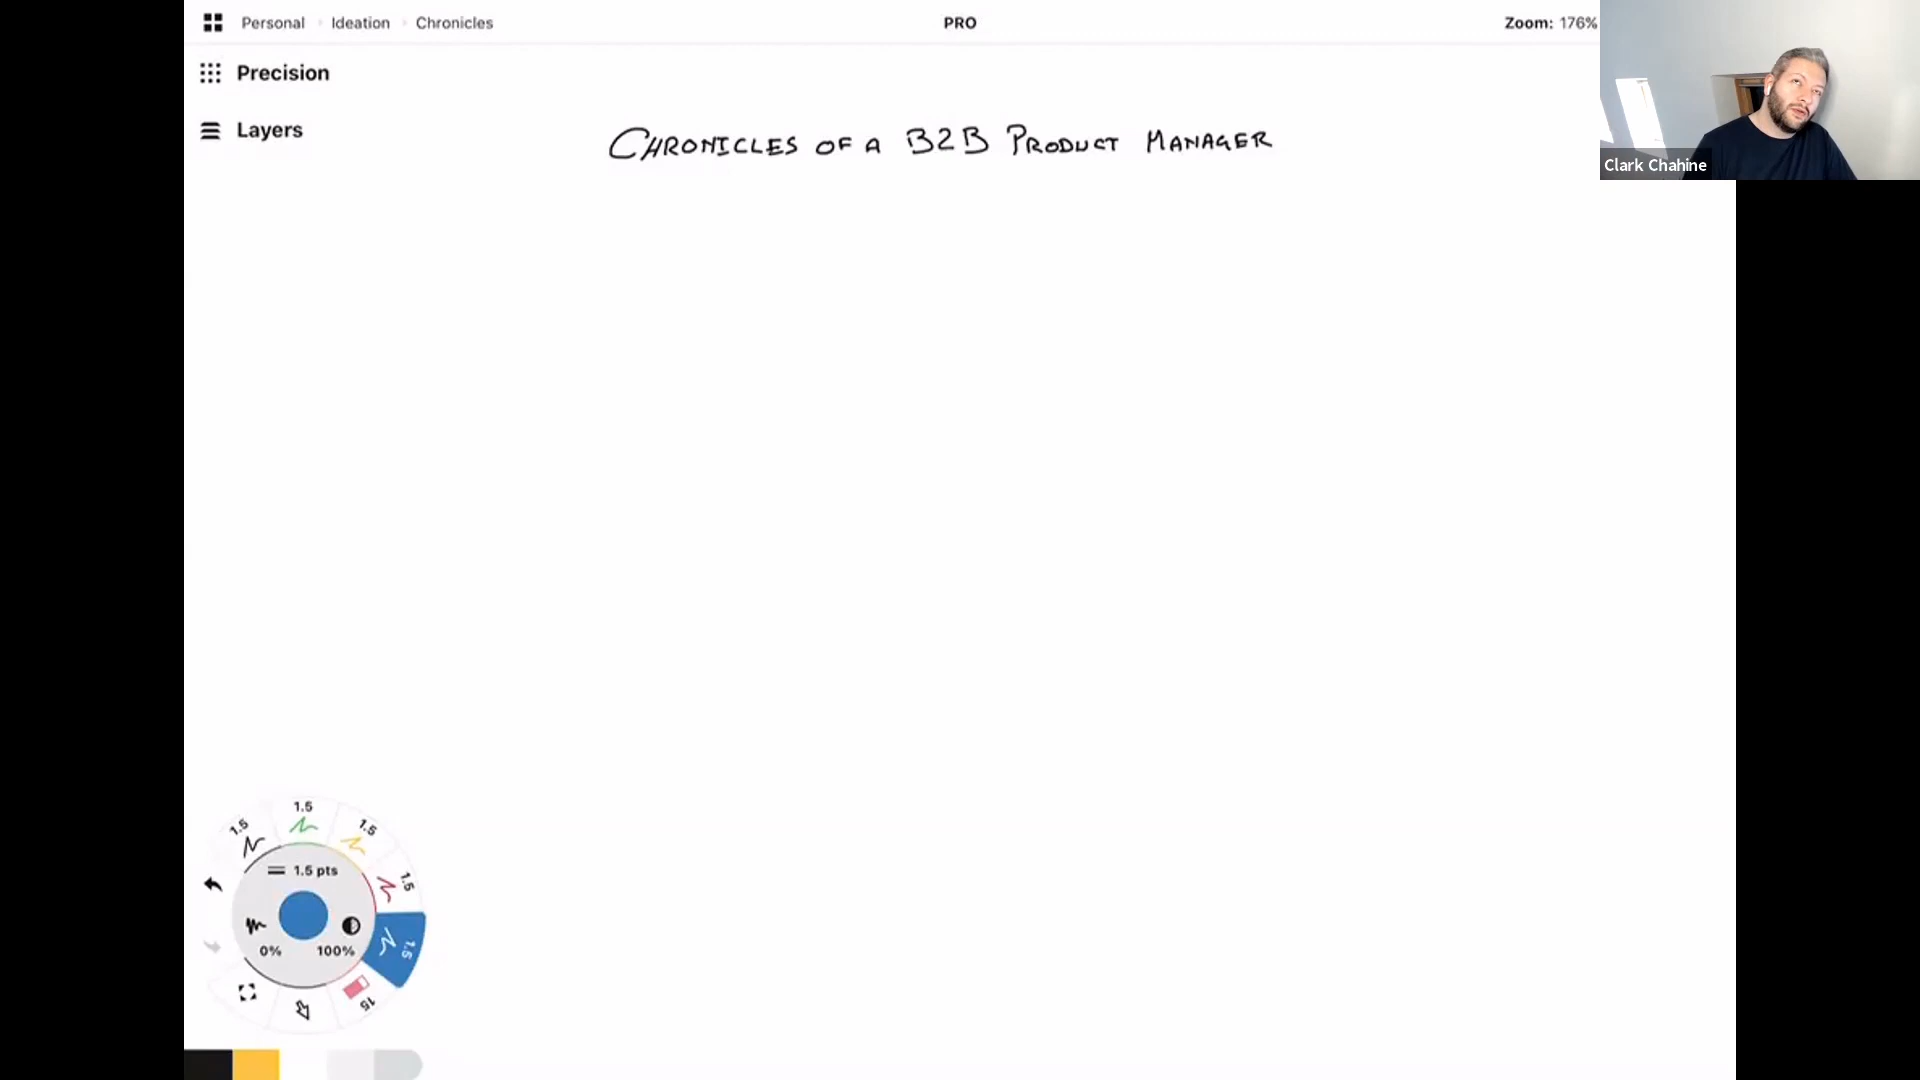 Personal Ideation Chronicles
PRO
Zoom: 176%
Precision
Layers
CHRONICLES OF A B2B PRODUCT MANAGER
Clark Chahine
1.5
1.5
1.5
1.5
1.5
15
1.5 pts
0% 100%